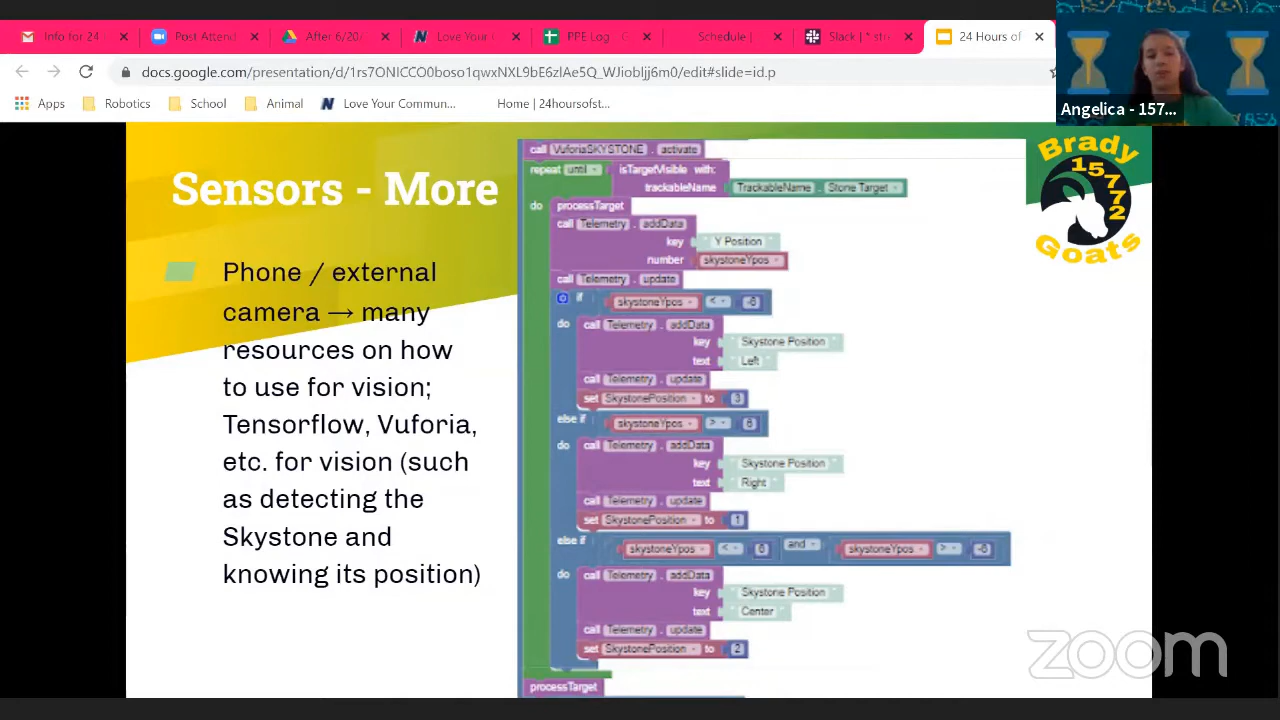 Info for 24
Post Attend
After 6/20/
Love Your
PPE Log - C
Schedule |
Slack | * str
24 Hours of
docs.google.com/presentation/d/1rs7ONICCO0boso1qwxNXL9bE6zlAe5Q_WJiobljj6m0/edit#slide=id.p
Apps
Robotics
School
Animal
Love Your Commun...
Home | 24hoursofst...
Angelica - 157...
Sensors - More
Phone / external
camera → many
resources on how
to use for vision;
Tensorflow, Vuforia,
etc. for vision (such
as detecting the
Skystone and
knowing its position)
call VuforiaSKYSTONE . activate
repeat until isTargetVisible with:
trackableName TrackableName . Stone Target
do processTarget
call Telemetry . addData
key " Y Position "
number skystoneYpos
call Telemetry . update
if skystoneYpos <
do call Telemetry . addData
key " Skystone Position "
text " Left "
call Telemetry . update
set SkystonePosition to 3
else if skystoneYpos >
do call Telemetry . addData
key " Skystone Position "
text " Right "
call Telemetry . update
set SkystonePosition to 1
else if skystoneYpos < and skystoneYpos >
do call Telemetry . addData
key " Skystone Position "
text " Center "
call Telemetry . update
set SkystonePosition to 2
processTarget
Brady
15772
Goats
zoom